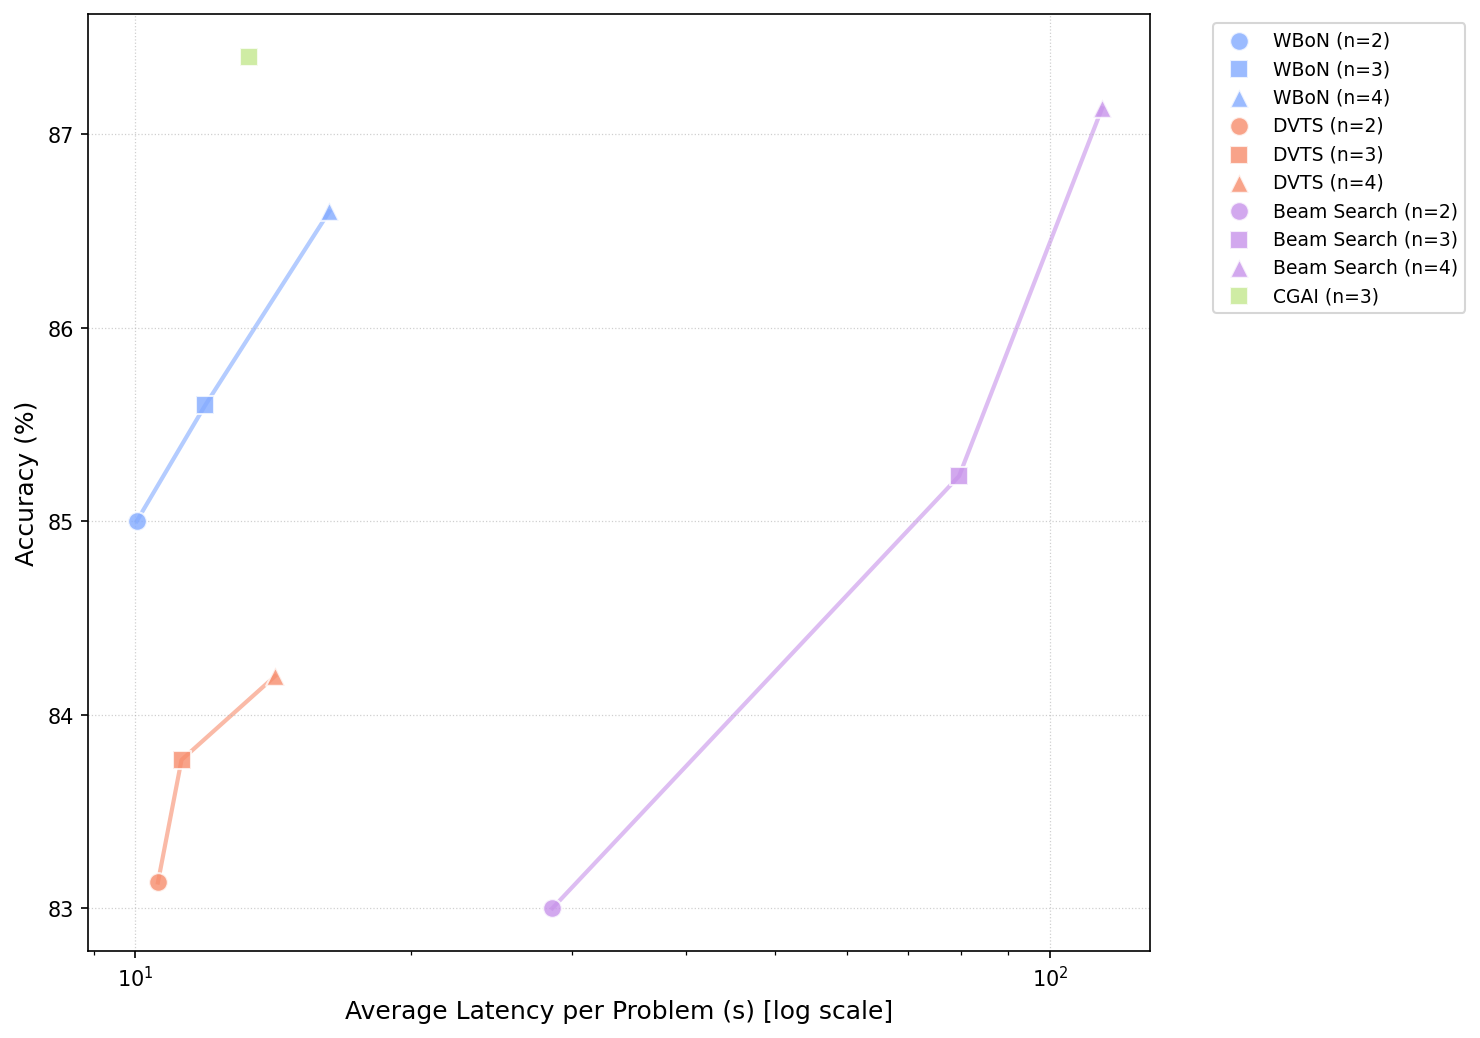 WBoN (n=2)
WBoN (n=3)
WBoN (n=4)
DVTS (n=2)
DVTS (n=3)
DVTS (n=4)
Beam Search (n=2)
Beam Search (n=3)
Beam Search (n=4)
CGAI (n=3)
87
86
85
84
83
Accuracy (%)
10¹ 10²
Average Latency per Problem (s) [log scale]